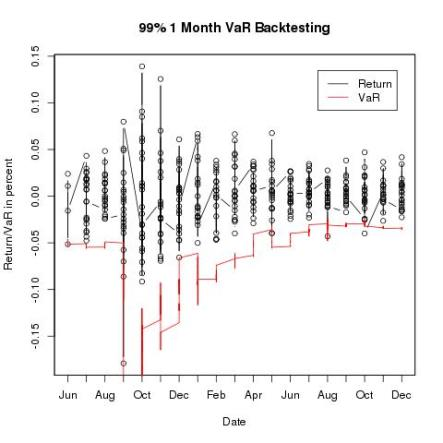 99% 1 Month VaR Backtesting
Return/VaR in percent
0.15
0.10
0.05
0.00
-0.05
-0.10
-0.15
Return
VaR
Jun Aug Oct Dec Feb Apr Jun Aug Oct Dec
Date